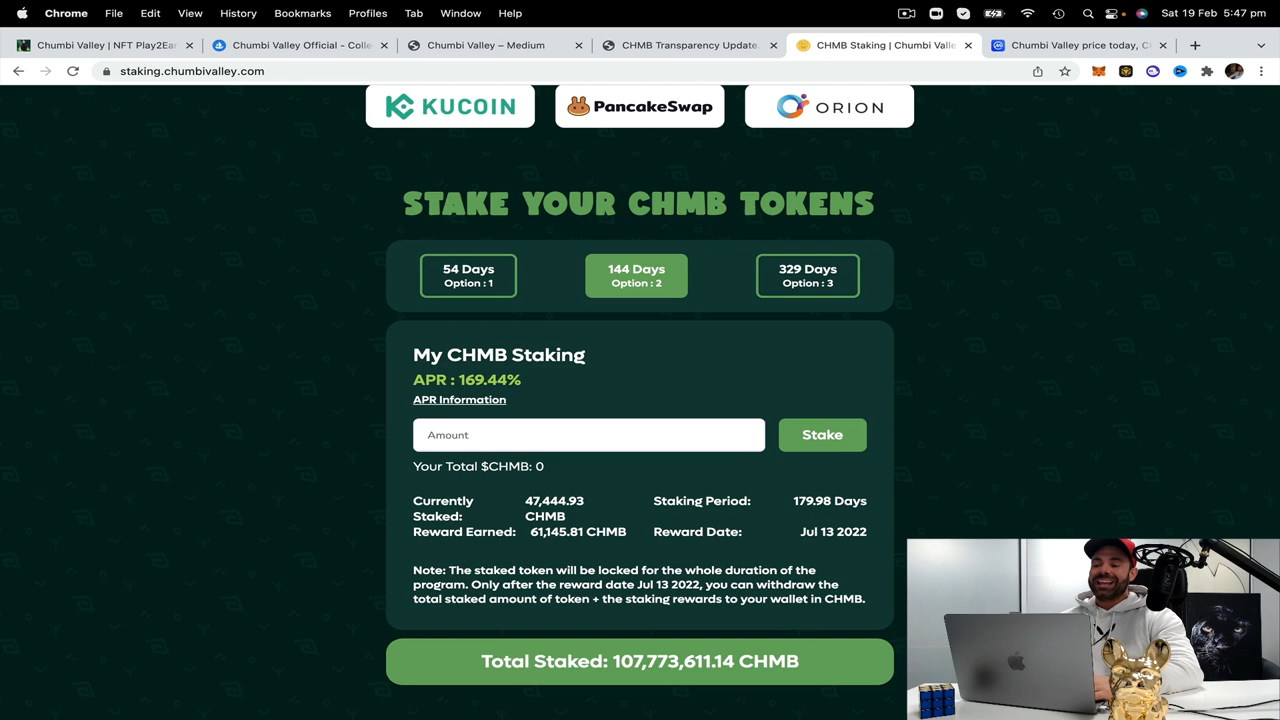 Chrome File Edit View History Bookmarks Profiles Tab Window Help Sat 19 Feb 5:47 pm
Chumbi Valley | NFT Play2Ear Chumbi Valley Official - Colle Chumbi Valley – Medium CHMB Transparency Update. CHMB Staking | Chumbi Valle Chumbi Valley price today, C
staking.chumbivalley.com
KUCOIN PancakeSwap ORION
STAKE YOUR CHMB TOKENS
54 Days 144 Days 329 Days
Option : 1 Option : 2 Option : 3
My CHMB Staking
APR : 169.44%
APR Information
Amount Stake
Your Total $CHMB: 0
Currently 47,444.93 Staking Period: 179.98 Days
Staked: CHMB
Reward Earned: 61,145.81 CHMB Reward Date: Jul 13 2022
Note: The staked token will be locked for the whole duration of the
program. Only after the reward date Jul 13 2022, you can withdraw the
total staked amount of token + the staking rewards to your wallet in CHMB.
Total Staked: 107,773,611.14 CHMB